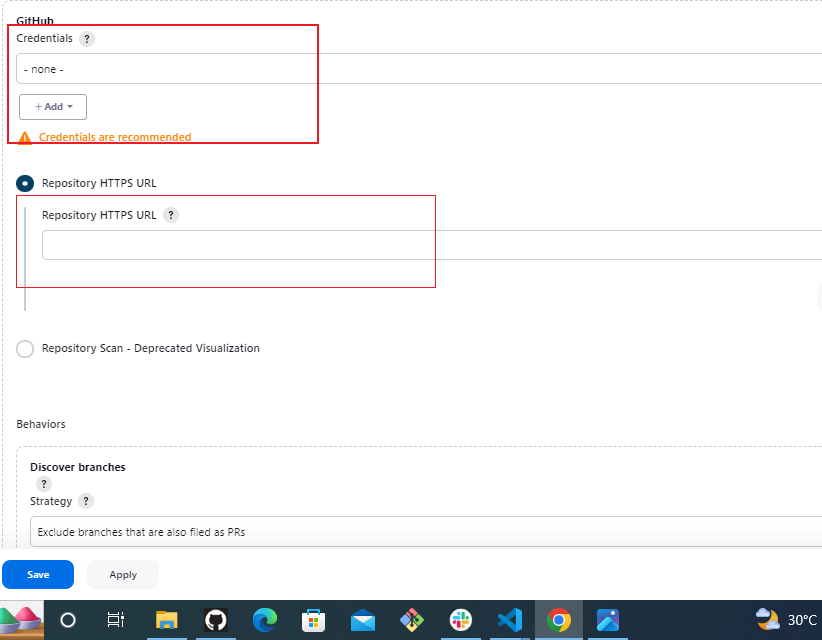 GitHub
Credentials ?
- none -
+ Add
Credentials are recommended
Repository HTTPS URL
Repository HTTPS URL ?
Repository Scan - Deprecated Visualization
Behaviors
Discover branches
?
Strategy ?
Exclude branches that are also filed as PRs
Save Apply
30°C